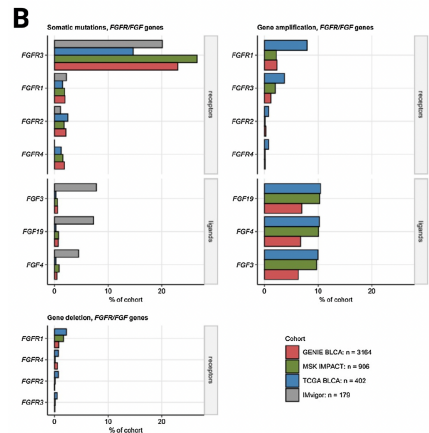 B
Somatic mutations, FGFR/FGF genes
FGFR3
FGFR1
FGFR2
FGFR4
receptors
FGF3
FGF19
FGF4
ligands
0 10 20
% of cohort
Gene amplification, FGFR/FGF genes
FGFR1
FGFR3
FGFR2
FGFR4
receptors
FGF19
FGF4
FGF3
ligands
0 10 20
% of cohort
Gene deletion, FGFR/FGF genes
FGFR1
FGFR4
FGFR2
FGFR3
receptors
0 10 20
% of cohort
Cohort
GENIE BLCA: n = 3164
MSK IMPACT: n = 906
TCGA BLCA: n = 402
IMvigor: n = 179